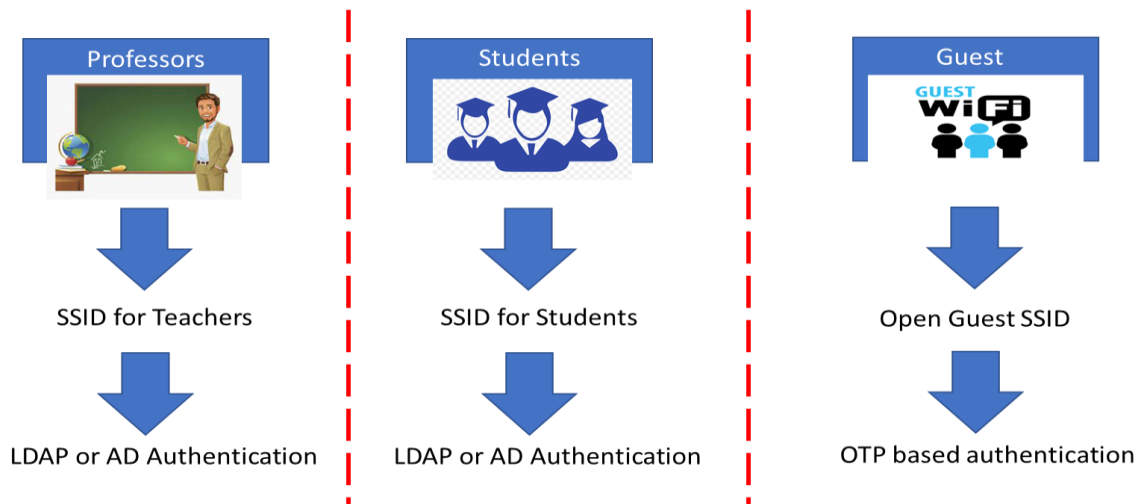 Professors
SSID for Teachers
LDAP or AD Authentication
Students
SSID for Students
LDAP or AD Authentication
Guest
GUEST
WiFi
Open Guest SSID
OTP based authentication